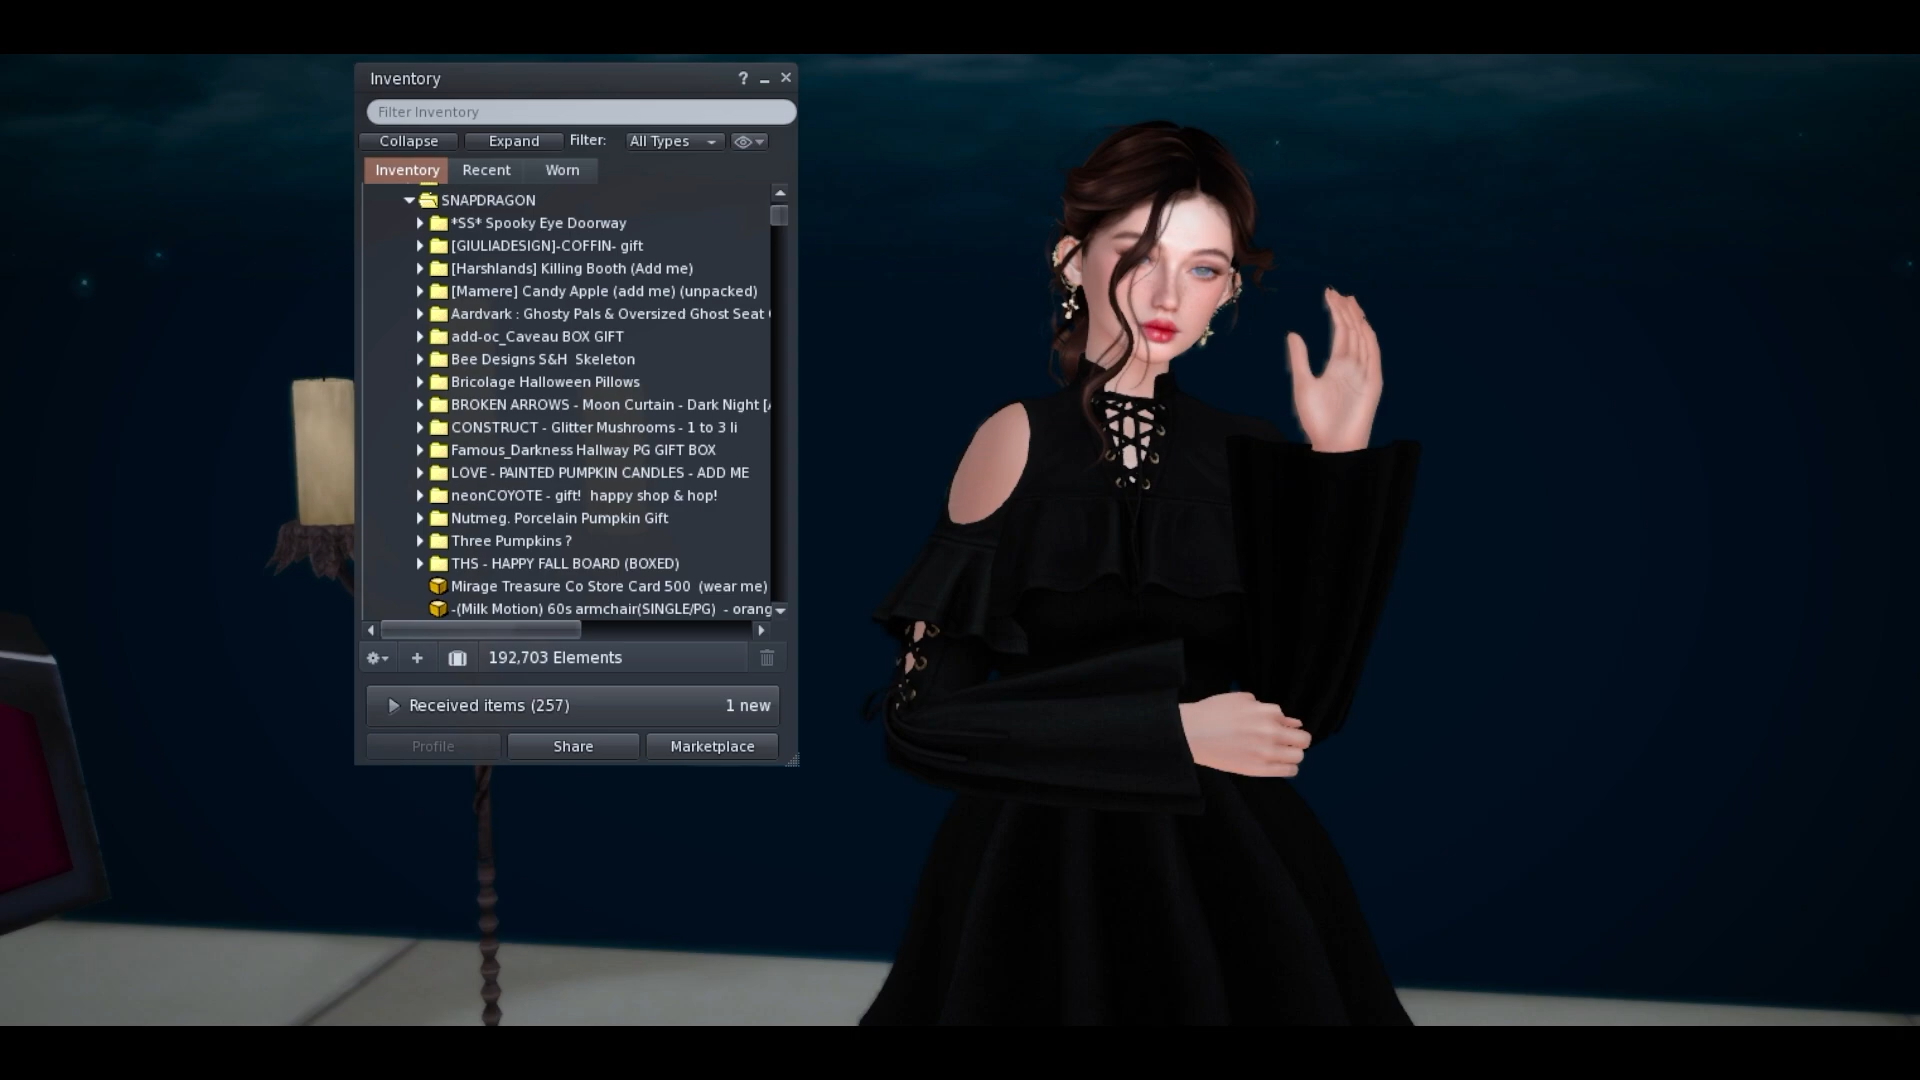 Inventory ? _ ×
Filter Inventory
Collapse Expand Filter: All Types
Inventory Recent Worn
SNAPDRAGON
*SS* Spooky Eye Doorway
[GIULIADESIGN]-COFFIN- gift
[Harshlands] Killing Booth (Add me)
[Mamere] Candy Apple (add me) (unpacked)
Aardvark : Ghosty Pals & Oversized Ghost Seat
add-oc_Caveau BOX GIFT
Bee Designs S&H  Skeleton
Bricolage Halloween Pillows
BROKEN ARROWS - Moon Curtain - Dark Night [
CONSTRUCT - Glitter Mushrooms - 1 to 3 li
Famous_Darkness Hallway PG GIFT BOX
LOVE - PAINTED PUMPKIN CANDLES - ADD ME
neonCOYOTE - gift!  happy shop & hop!
Nutmeg. Porcelain Pumpkin Gift
Three Pumpkins ?
THS - HAPPY FALL BOARD (BOXED)
Mirage Treasure Co Store Card 500  (wear me)
-(Milk Motion) 60s armchair(SINGLE/PG)  - orang
192,703 Elements
Received items (257) 1 new
Profile Share Marketplace